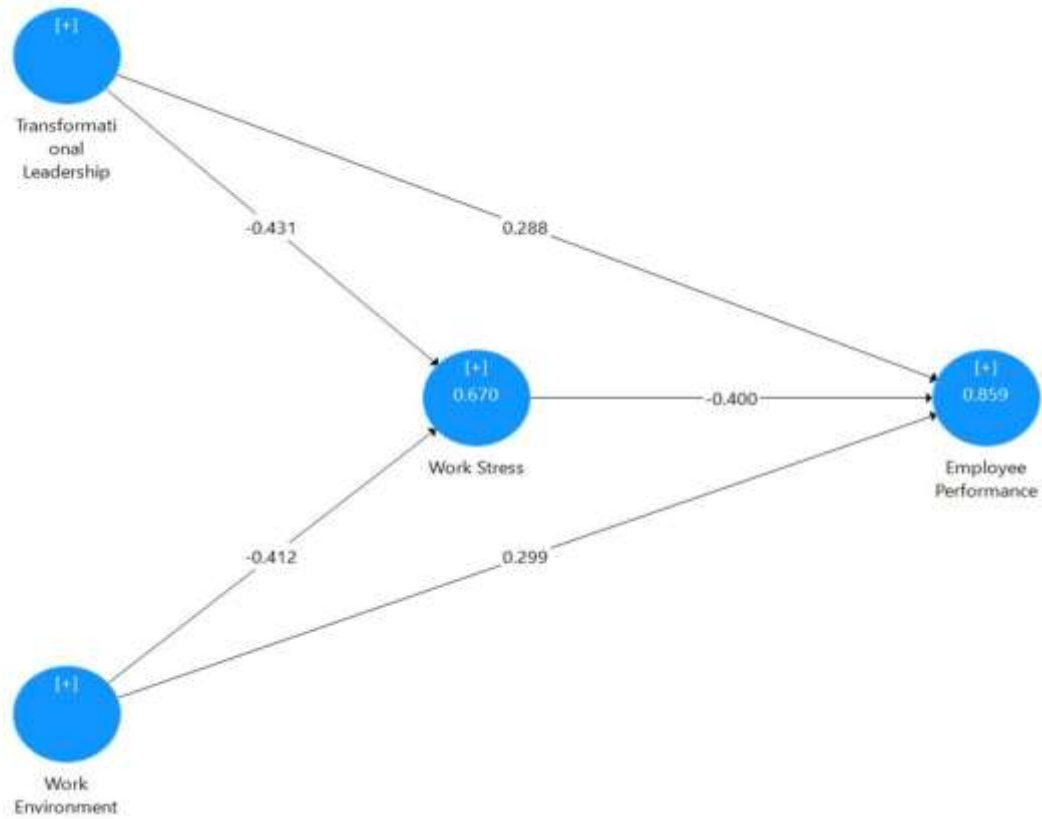 [+]
Transformati
onal
Leadership
-0.431
0.288
[+]
0.670
Work Stress
-0.400
[+]
0.859
Employee
Performance
-0.412
0.299
[+]
Work
Environment